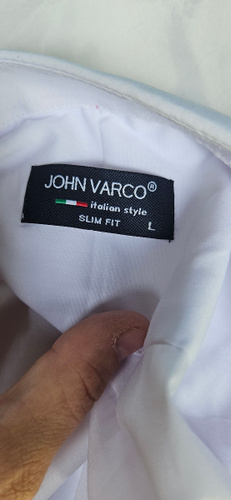 JOHN VARCO®
italian style
SLIM FIT
L